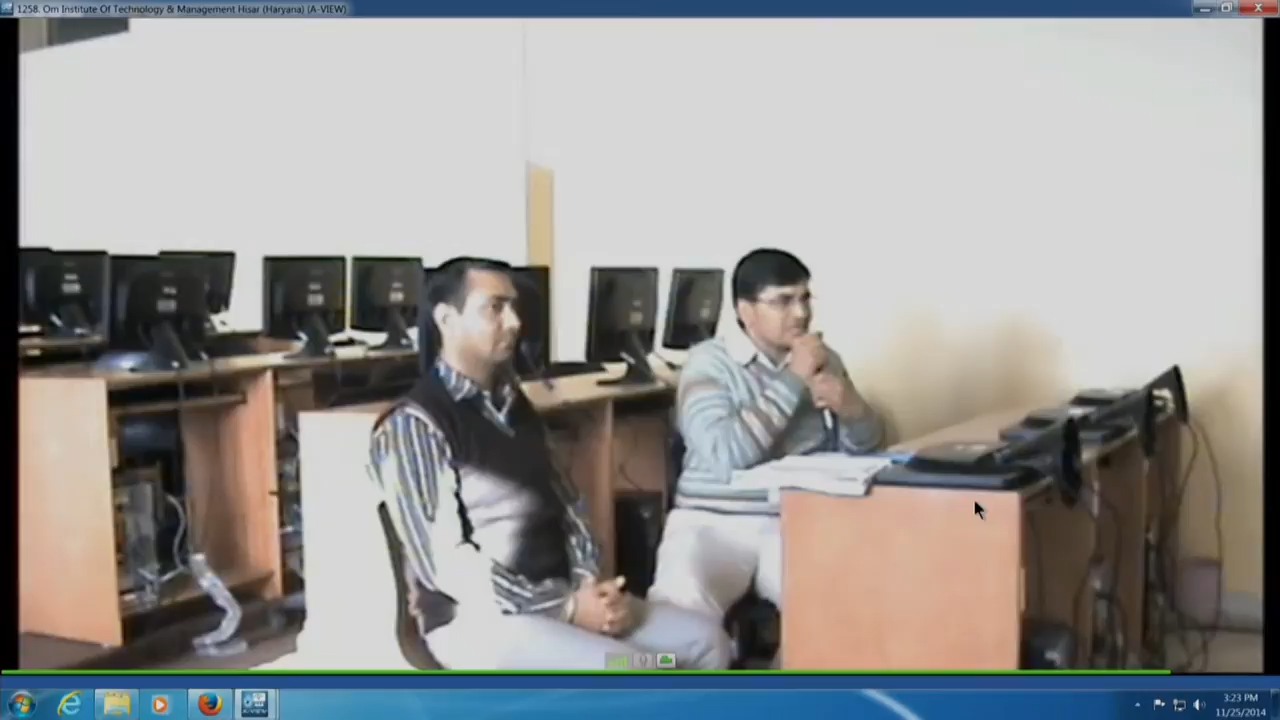 1258. Om Institute Of Technology & Management Hisar (Haryana) (A-VIEW)
3:23 PM
11/25/2014